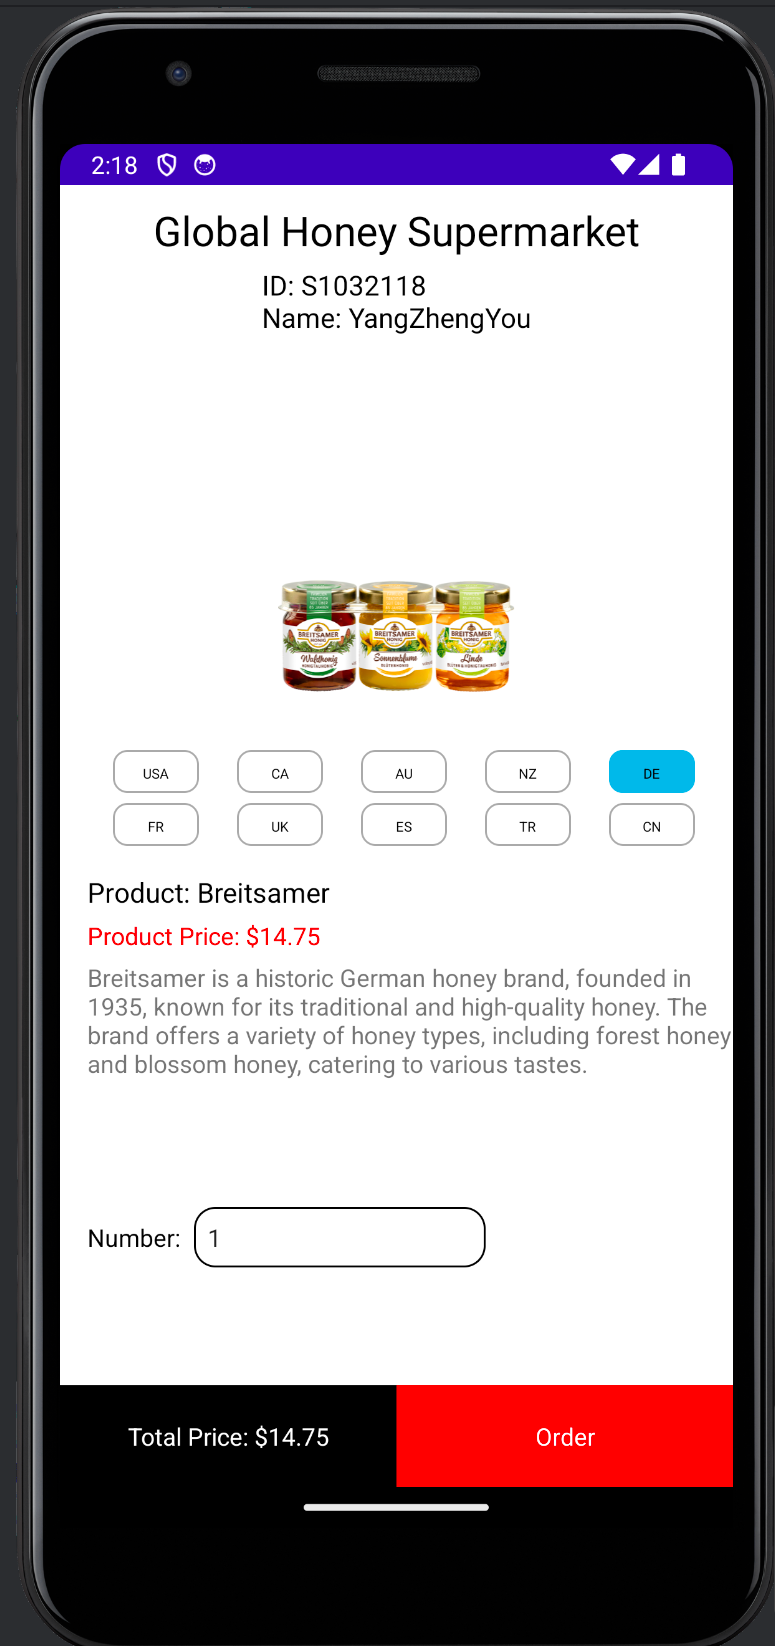 2:18
Global Honey Supermarket
ID: S1032118
Name: YangZhengYou
BREITSAMER BREITSAMER BREITSAMER
HONIG HONIG HONIG
Waldhonig Sonnenblume Linde
USA CA AU NZ DE
FR UK ES TR CN
Product: Breitsamer
Product Price: $14.75
Breitsamer is a historic German honey brand, founded in
1935, known for its traditional and high-quality honey. The
brand offers a variety of honey types, including forest honey
and blossom honey, catering to various tastes.
Number: 1
Total Price: $14.75 Order